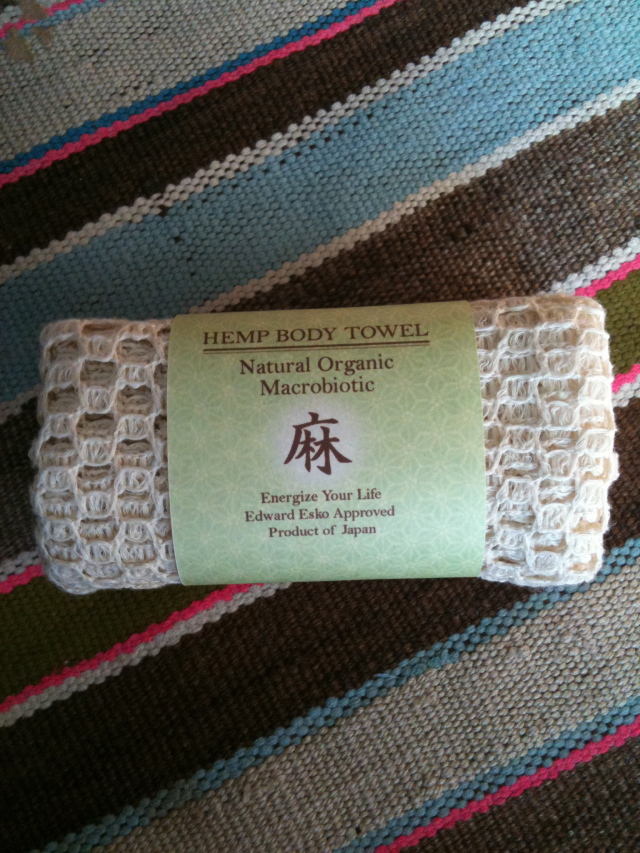 HEMP BODY TOWEL
Natural Organic
Macrobiotic
麻
Energize Your Life
Edward Esko Approved
Product of Japan